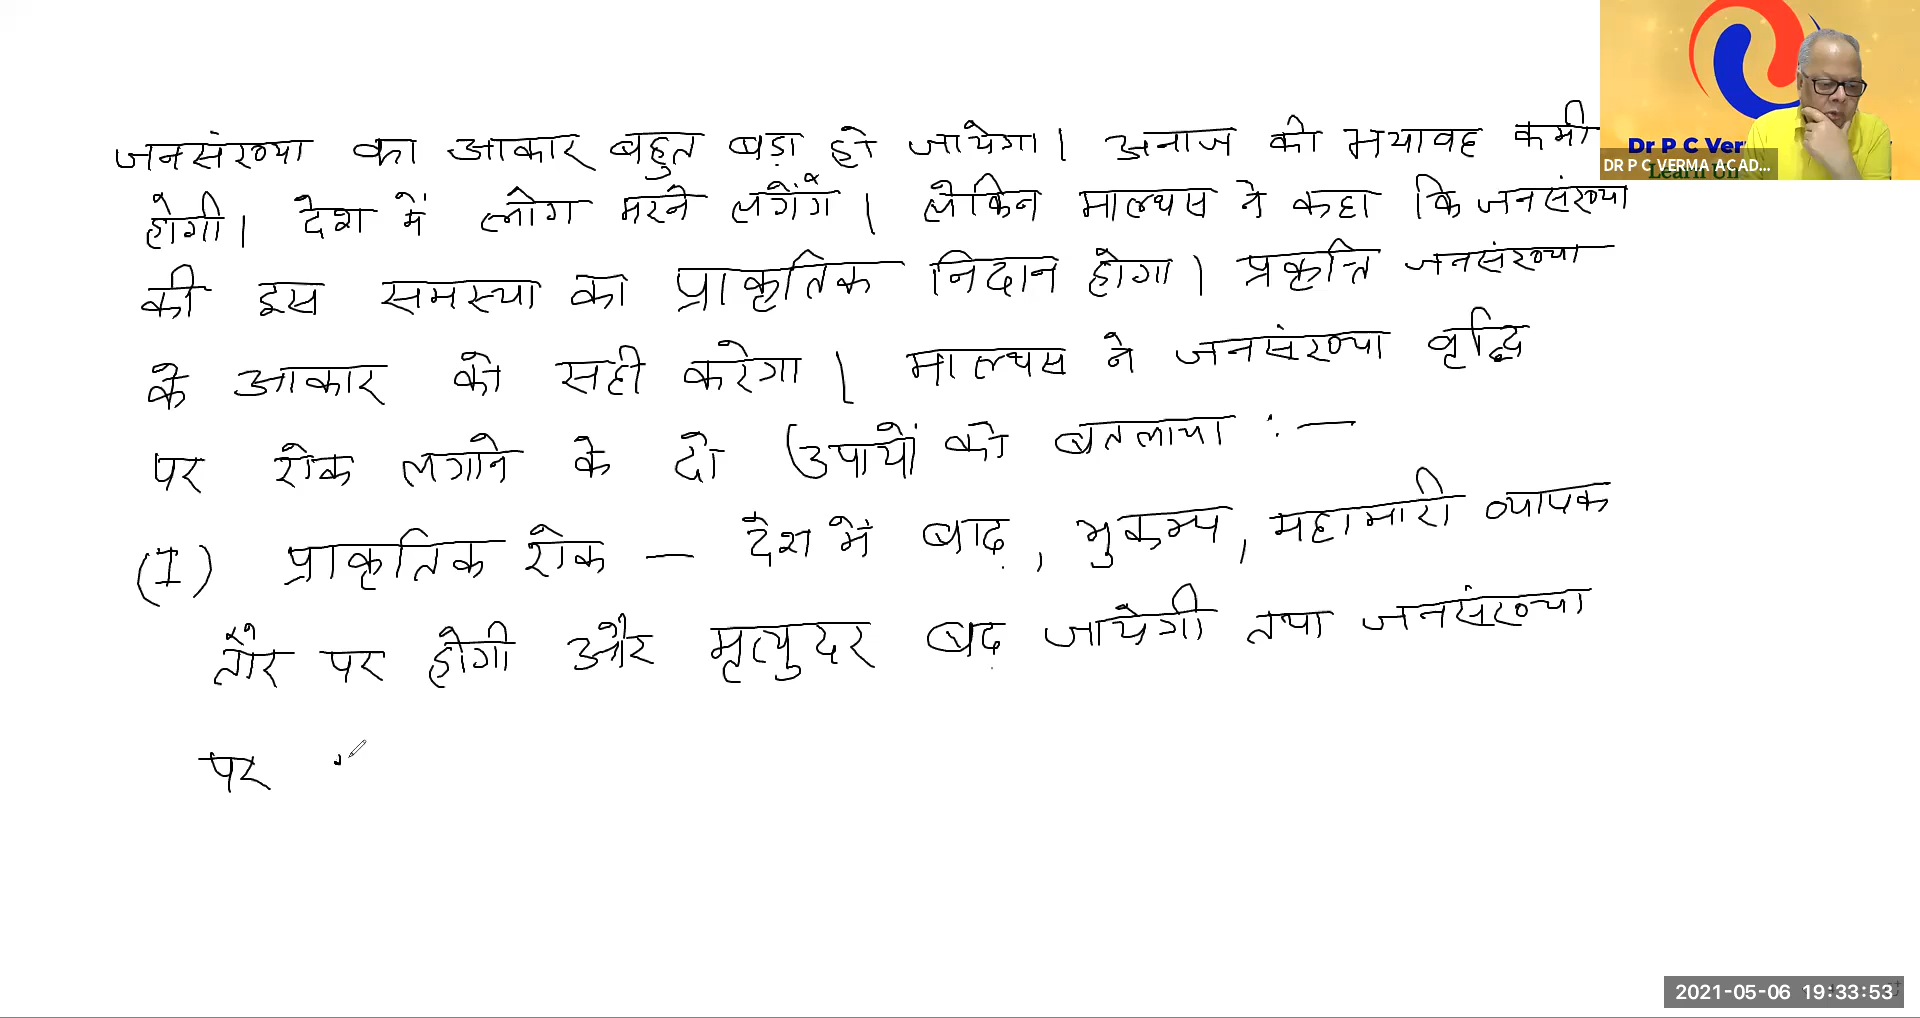 जनसंख्या का आकार बहुत बड़ा हो जायेगा। अनाज की भयावह कमी
होगी। देश में लोग मरने लगेंगे। लेकिन माल्थस ने कहा कि जनसंख्या
की इस समस्या का प्राकृतिक निदान होगा। प्रकृति जनसंख्या
के आकार को सही करेगा। माल्थस ने जनसंख्या वृद्धि
पर रोक लगाने के दो उपायों को बतलाया :—
(I) प्राकृतिक रोक — देश में बाढ़, भुकम्प, महामारी व्यापक
तौर पर होगी और मृत्युदर बढ़ जायेगी तथा जनसंख्या
पर
Dr P C Ver
DR P C VERMA ACAD...
Learn On
2021-05-06 19:33:53